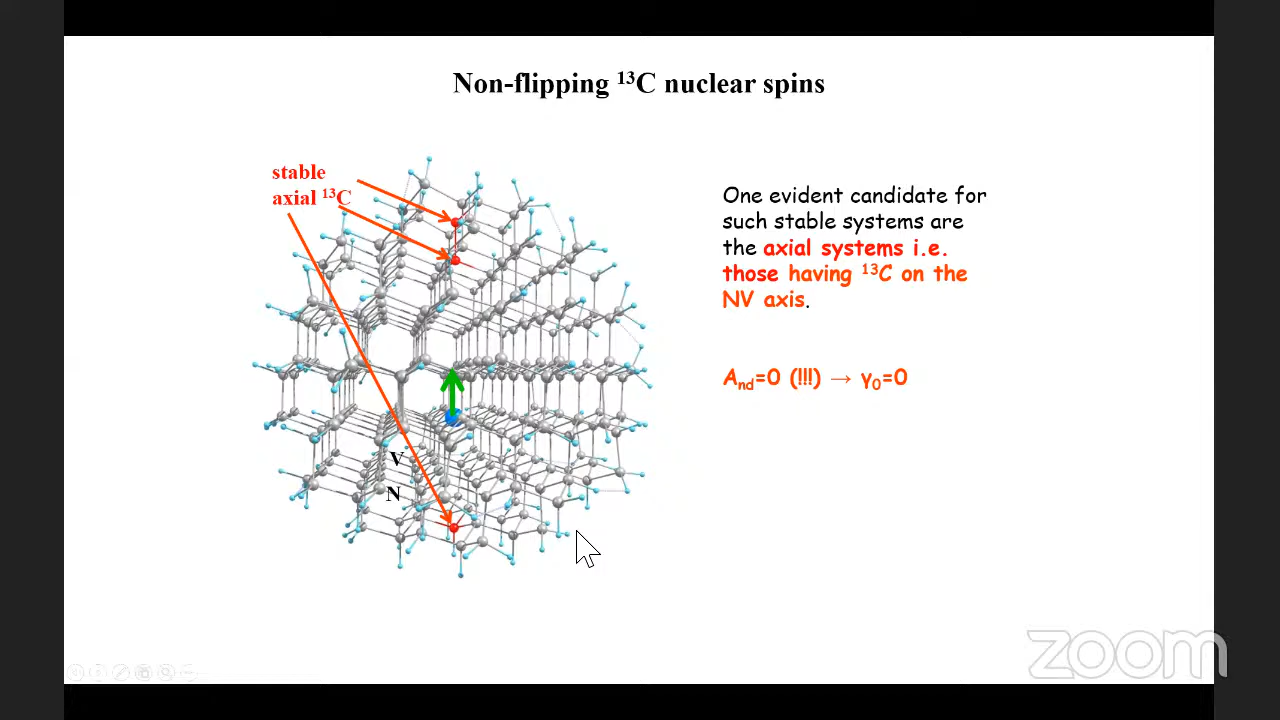 Non-flipping ¹³C nuclear spins
stable
axial ¹³C
One evident candidate for
such stable systems are
the axial systems i.e.
those having ¹³C on the
NV axis.
Aₙd=0 (!!!) → γ₀=0
V
N
zoom